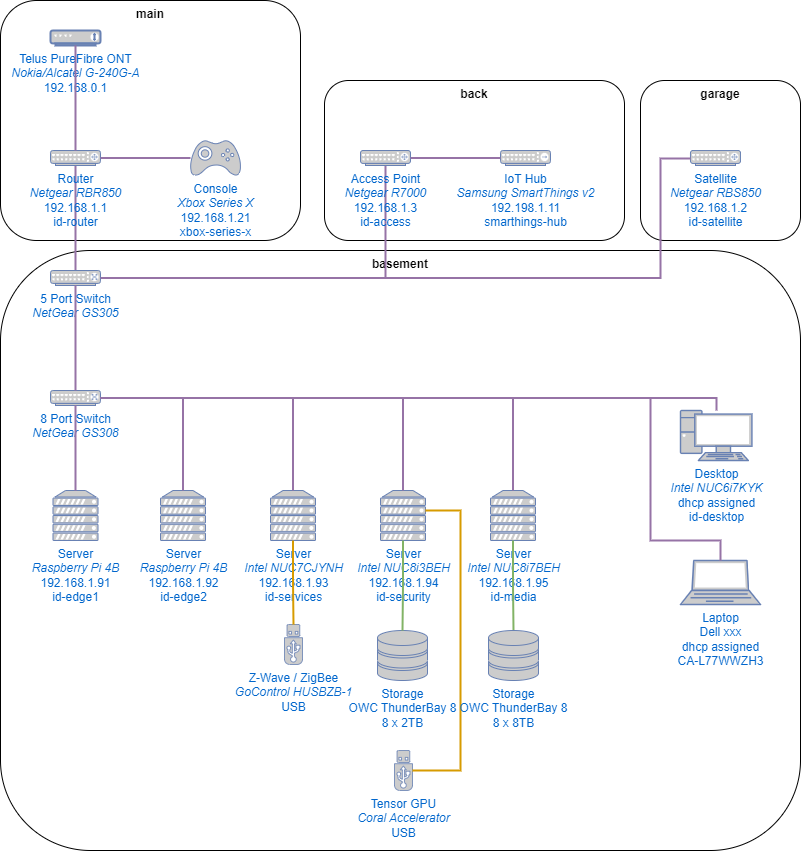 main
Telus PureFibre ONT
Nokia/Alcatel G-240G-A
192.168.0.1
Router
Netgear RBR850
192.168.1.1
id-router
Console
Xbox Series X
192.168.1.21
xbox-series-x
back
Access Point
Netgear R7000
192.168.1.3
id-access
IoT Hub
Samsung SmartThings v2
192.198.1.11
smarthings-hub
garage
Satellite
Netgear RBS850
192.168.1.2
id-satellite
basement
5 Port Switch
NetGear GS305
8 Port Switch
NetGear GS308
Desktop
Intel NUC6i7KYK
dhcp assigned
id-desktop
Server
Raspberry Pi 4B
192.168.1.91
id-edge1
Server
Raspberry Pi 4B
192.168.1.92
id-edge2
Server
Intel NUC7CJYNH
192.168.1.93
id-services
Server
Intel NUC8i3BEH
192.168.1.94
id-security
Server
Intel NUC8i7BEH
192.168.1.95
id-media
Laptop
Dell xxx
dhcp assigned
CA-L77WWZH3
Z-Wave / ZigBee
GoControl HUSBZB-1
USB
Storage
OWC ThunderBay 8
8 x 2TB
Storage
OWC ThunderBay 8
8 x 8TB
Tensor GPU
Coral Accelerator
USB